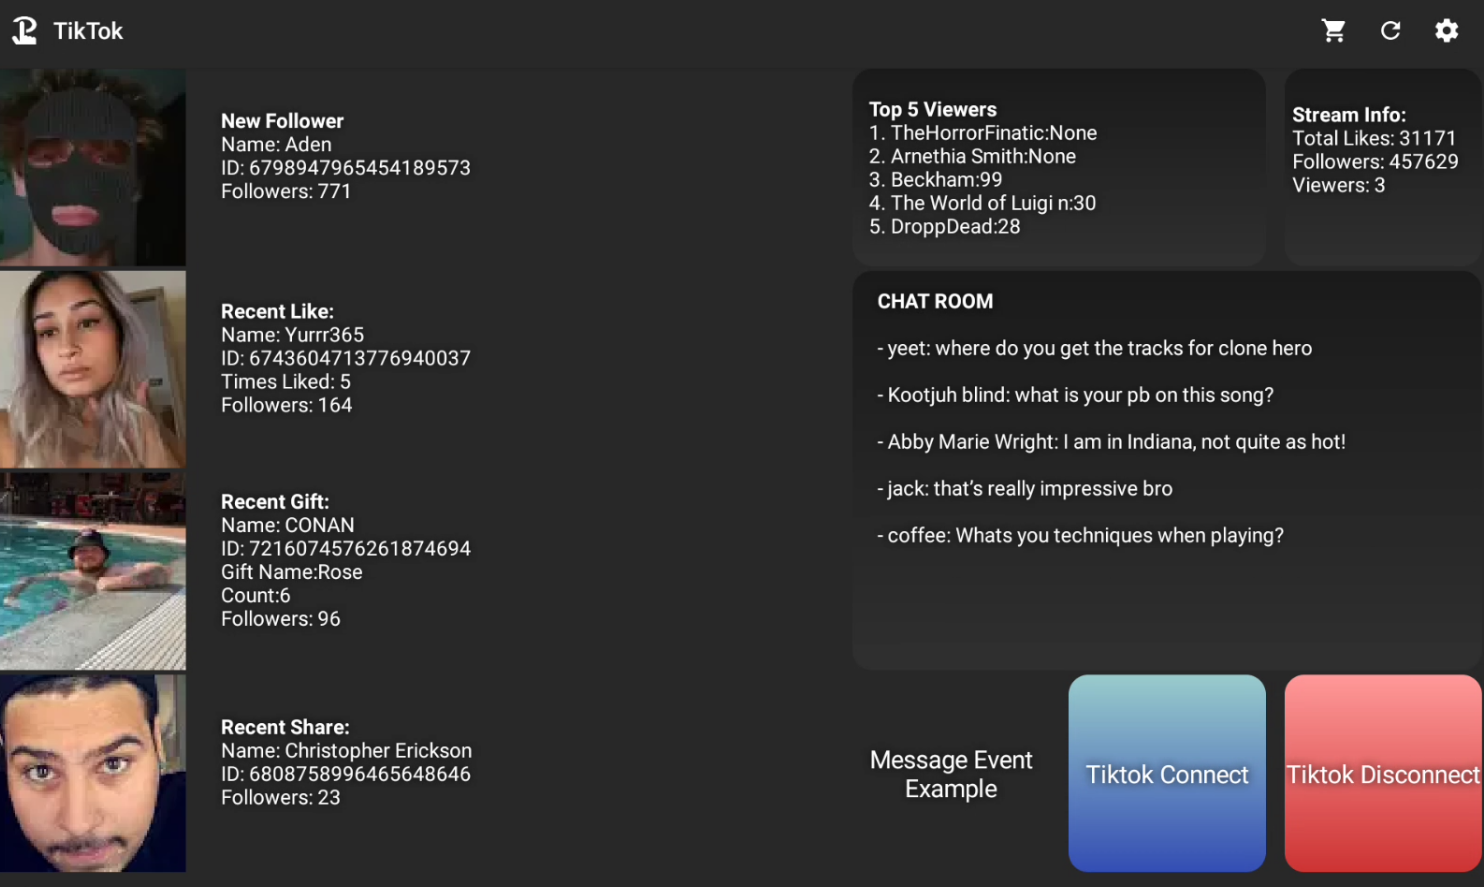 TikTok
New Follower
Name: Aden
ID: 6798947965454189573
Followers: 771
Recent Like:
Name: Yurrr365
ID: 6743604713776940037
Times Liked: 5
Followers: 164
Recent Gift:
Name: CONAN
ID: 7216074576261874694
Gift Name:Rose
Count:6
Followers: 96
Recent Share:
Name: Christopher Erickson
ID: 6808758996465648646
Followers: 23
Top 5 Viewers
1. TheHorrorFinatic:None
2. Arnethia Smith:None
3. Beckham:99
4. The World of Luigi n:30
5. DroppDead:28
Stream Info:
Total Likes: 31171
Followers: 457629
Viewers: 3
CHAT ROOM
- yeet: where do you get the tracks for clone hero
- Kootjuh blind: what is your pb on this song?
- Abby Marie Wright: I am in Indiana, not quite as hot!
- jack: that’s really impressive bro
- coffee: Whats you techniques when playing?
Message Event
Example
Tiktok Connect
Tiktok Disconnect